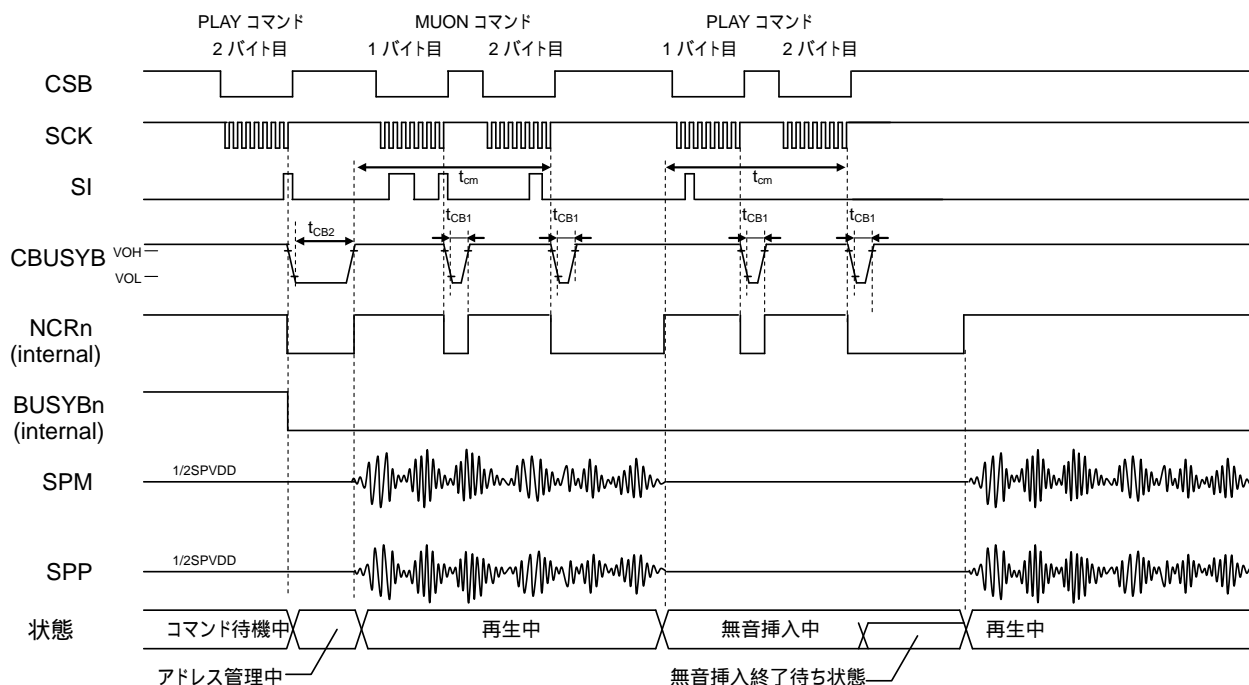 PLAY コマンド MUON コマンド PLAY コマンド
2 バイト目 1 バイト目 2 バイト目 1 バイト目 2 バイト目
CSB
SCK
SI
tcm tcm
tCB2 tCB1 tCB1 tCB1 tCB1
CBUSYB
VOH
VOL
NCRn
(internal)
BUSYBn
(internal)
SPM
1/2SPVDD
SPP
1/2SPVDD
状態
コマンド待機中 再生中 無音挿入中 再生中
アドレス管理中 無音挿入終了待ち状態